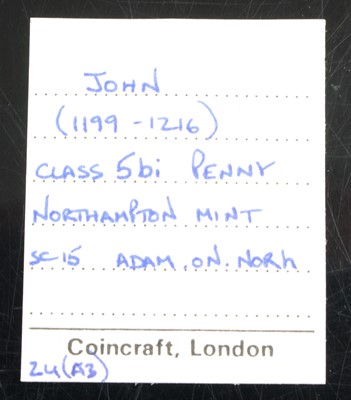 JOHN
(1199 - 1216)
CLASS 5bi PENNY
NORTHAMPTON MINT
SC15 ADAM.ON.NORh
Coincraft, London
24(A3)